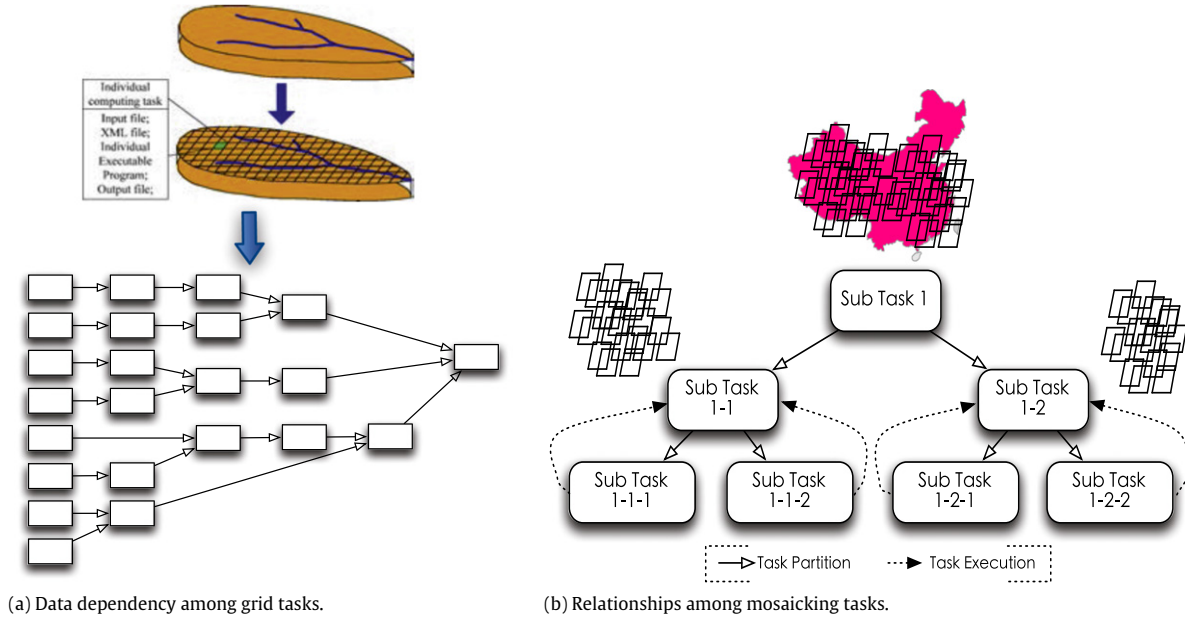 Individual
computing task
Input file;
XML file;
Individual
Executable
Program;
Output file;
(a) Data dependency among grid tasks.
Sub Task 1
Sub Task
1-1
Sub Task
1-2
Sub Task
1-1-1
Sub Task
1-1-2
Sub Task
1-2-1
Sub Task
1-2-2
Task Partition
Task Execution
(b) Relationships among mosaicking tasks.